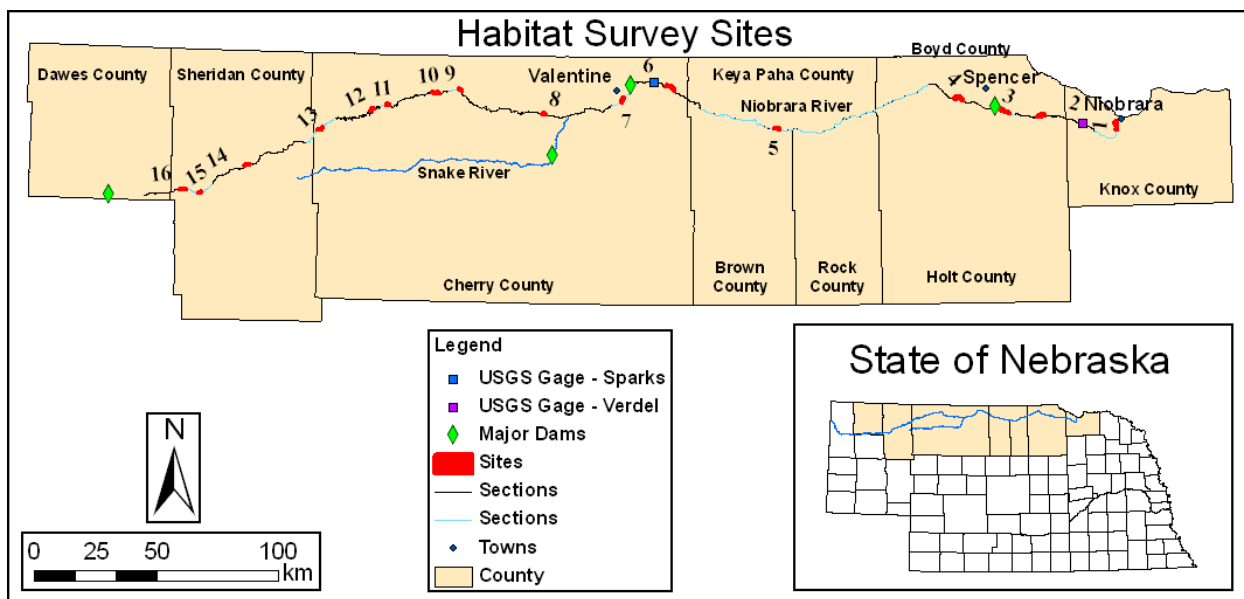 Habitat Survey Sites
Boyd County
Dawes County
Sheridan County
Valentine
6
Keya Paha County
4
Spencer
10
9
12
11
13
8
7
Niobrara River
3
2
Niobrara
1
5
16
15
14
Snake River
Knox County
Cherry County
Brown
County
Rock
County
Holt County
Legend
USGS Gage - Sparks
USGS Gage - Verdel
Major Dams
Sites
Sections
Sections
Towns
County
N
0 25 50 100
km
State of Nebraska